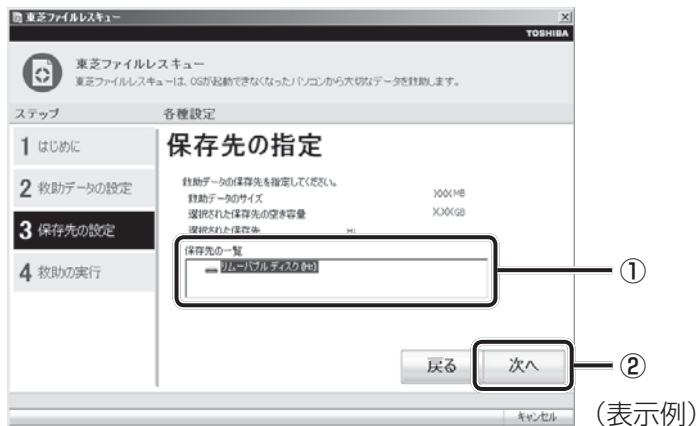 東芝ファイルレスキュー
TOSHIBA
東芝ファイルレスキュー
東芝ファイルレスキューは、OSが起動できなくなったパソコンから大切なデータを救助します。
ステップ
各種設定
1 はじめに
2 救助データの設定
3 保存先の設定
4 救助の実行
保存先の指定
救助データの保存先を指定してください。
救助データのサイズ XXXMB
選択された保存先の空き容量 X.XXGB
選択された保存先 H:
保存先の一覧
リムーバブル ディスク (H:)
①
戻る
次へ
②
キャンセル
(表示例)